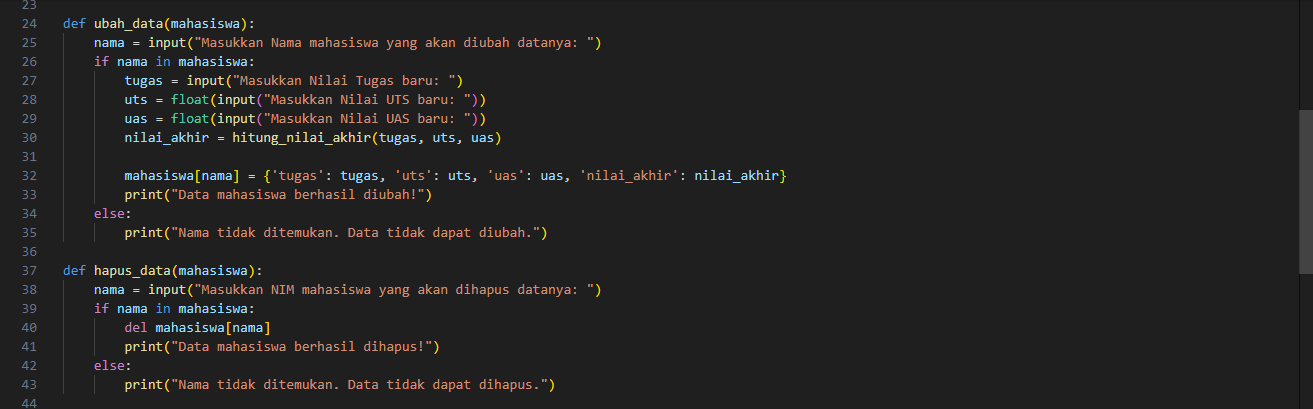 23
24 def ubah_data(mahasiswa):
25     nama = input("Masukkan Nama mahasiswa yang akan diubah datanya: ")
26     if nama in mahasiswa:
27         tugas = input("Masukkan Nilai Tugas baru: ")
28         uts = float(input("Masukkan Nilai UTS baru: "))
29         uas = float(input("Masukkan Nilai UAS baru: "))
30         nilai_akhir = hitung_nilai_akhir(tugas, uts, uas)
31
32         mahasiswa[nama] = {'tugas': tugas, 'uts': uts, 'uas': uas, 'nilai_akhir': nilai_akhir}
33         print("Data mahasiswa berhasil diubah!")
34     else:
35         print("Nama tidak ditemukan. Data tidak dapat diubah.")
36
37 def hapus_data(mahasiswa):
38     nama = input("Masukkan NIM mahasiswa yang akan dihapus datanya: ")
39     if nama in mahasiswa:
40         del mahasiswa[nama]
41         print("Data mahasiswa berhasil dihapus!")
42     else:
43         print("Nama tidak ditemukan. Data tidak dapat dihapus.")
44